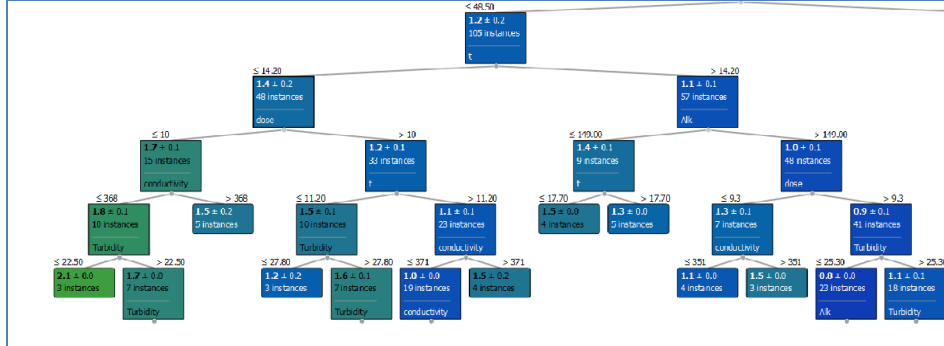 ≤ 48.50
1.2 ± 0.2
105 instances
t
≤ 14.20
> 14.20
1.4 ± 0.2
48 instances
dose
1.1 ± 0.1
57 instances
Alk
≤ 10
> 10
≤ 149.00
> 149.00
1.7 ± 0.1
15 instances
conductivity
1.2 ± 0.1
33 instances
t
1.4 ± 0.1
9 instances
t
1.0 ± 0.1
48 instances
dose
≤ 368
> 368
≤ 11.20
> 11.20
≤ 17.70
> 17.70
≤ 9.3
> 9.3
1.8 ± 0.1
10 instances
Turbidity
1.5 ± 0.2
5 instances
1.5 ± 0.1
10 instances
Turbidity
1.1 ± 0.1
23 instances
conductivity
1.5 ± 0.0
4 instances
1.3 ± 0.0
5 instances
1.3 ± 0.1
7 instances
conductivity
0.9 ± 0.1
41 instances
Turbidity
≤ 22.50
> 22.50
≤ 27.80
> 27.80
≤ 371
> 371
≤ 351
> 351
≤ 25.30
> 25.30
2.1 ± 0.0
3 instances
1.7 ± 0.0
7 instances
Turbidity
1.2 ± 0.2
3 instances
1.6 ± 0.1
7 instances
Turbidity
1.0 ± 0.0
19 instances
conductivity
1.5 ± 0.2
4 instances
1.1 ± 0.0
4 instances
1.5 ± 0.0
3 instances
0.8 ± 0.0
23 instances
Alk
1.1 ± 0.1
18 instances
Turbidity